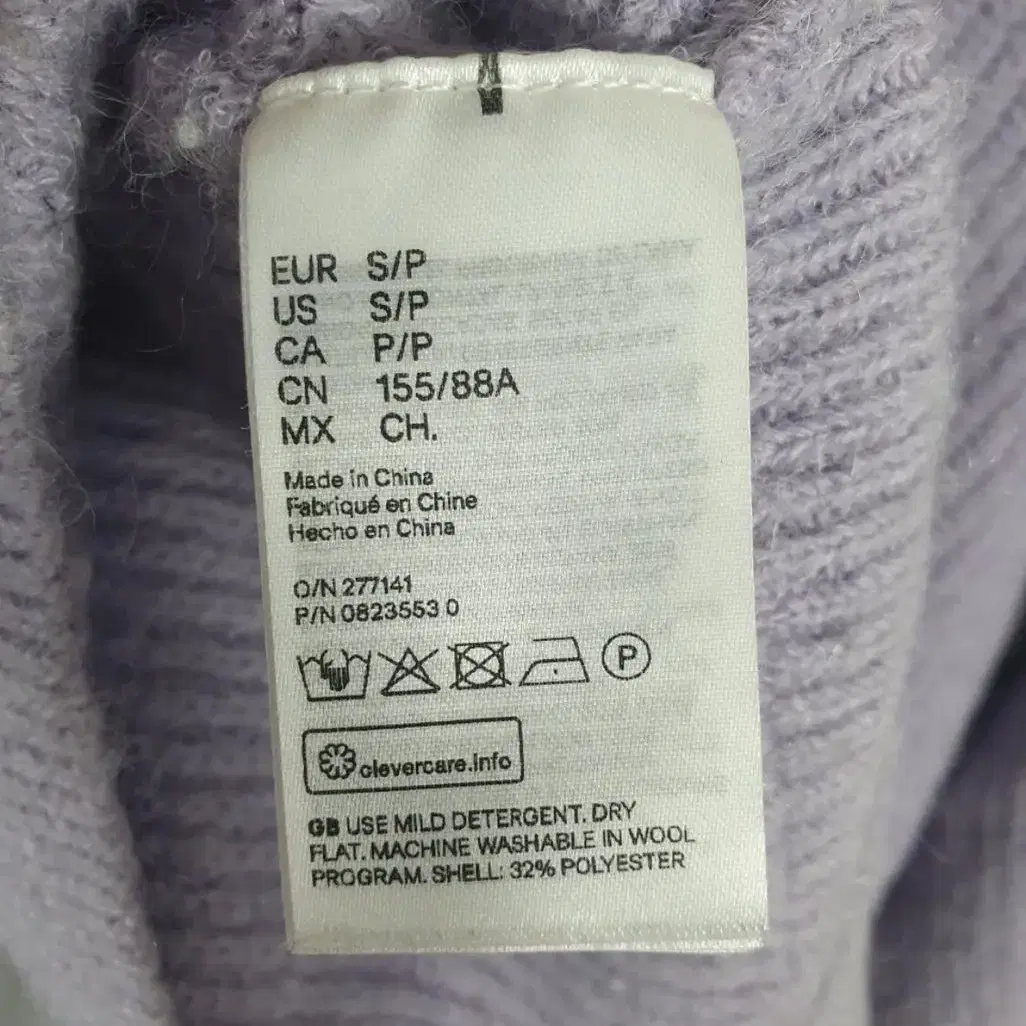 EUR S/P
US S/P
CA P/P
CN 155/88A
MX CH.
Made in China
Fabriqué en Chine
Hecho en China
O/N 277141
P/N 0823553 0
P
clevercare.info
GB USE MILD DETERGENT. DRY
FLAT. MACHINE WASHABLE IN WOOL
PROGRAM. SHELL: 32% POLYESTER